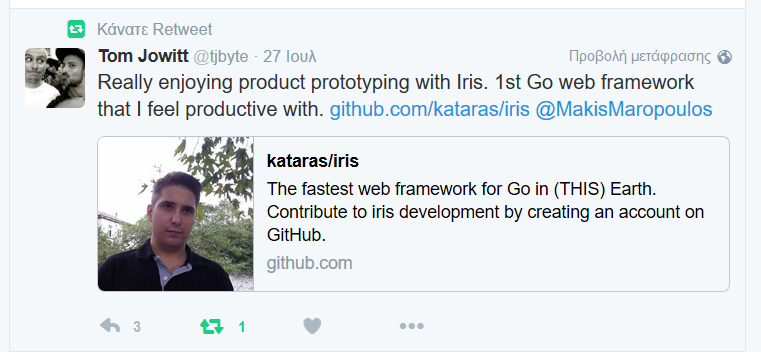 Κάνατε Retweet
Tom Jowitt @tjbyte · 27 Ιουλ
Προβολή μετάφρασης
Really enjoying product prototyping with Iris. 1st Go web framework
that I feel productive with. github.com/kataras/iris @MakisMaropoulos
kataras/iris
The fastest web framework for Go in (THIS) Earth.
Contribute to iris development by creating an account on
GitHub.
github.com
3
1